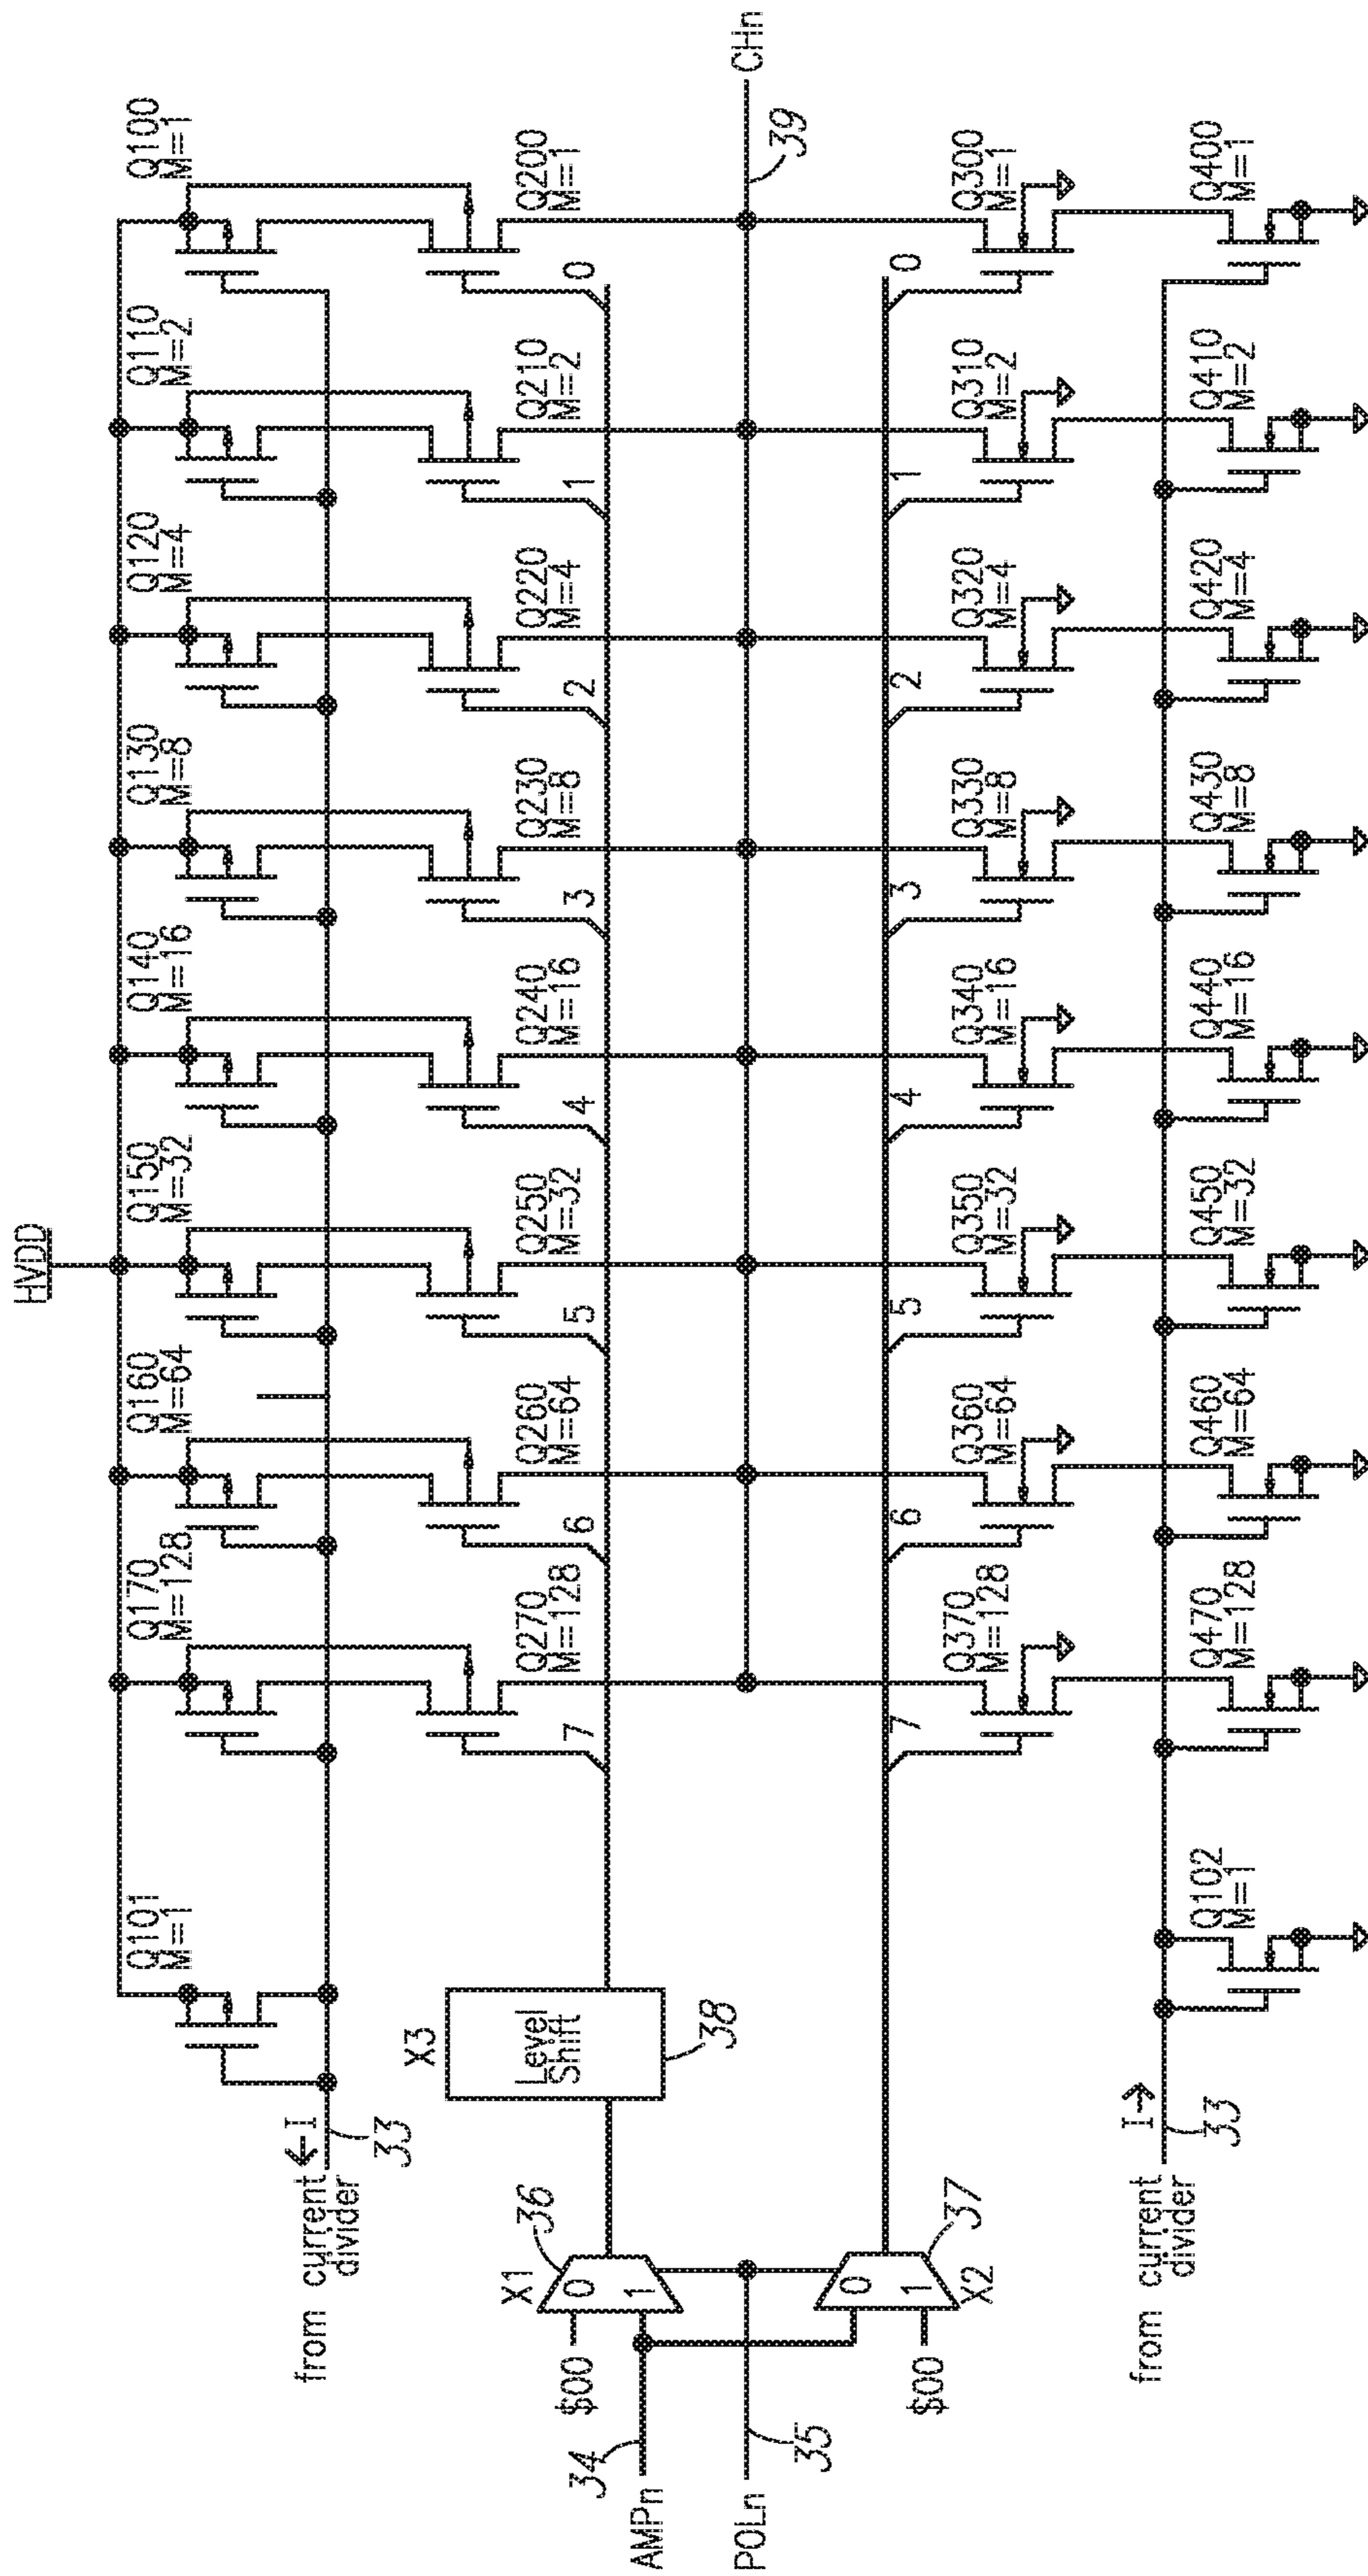 HVDD
Q101
M=1
Q170
M=128
Q160
M=64
Q150
M=32
Q140
M=16
Q130
M=8
Q120
M=4
Q110
M=2
Q100
M=1
from current
divider
←I
33
X3
Level
Shift
38
Q270
M=128
Q260
M=64
Q250
M=32
Q240
M=16
Q230
M=8
Q220
M=4
Q210
M=2
Q200
M=1
7
6
5
4
3
2
1
0
X1
36
0
1
$00
34
AMPn
POLn
35
CHn
39
0
1
X2
37
$00
7
6
5
4
3
2
1
0
Q370
M=128
Q360
M=64
Q350
M=32
Q340
M=16
Q330
M=8
Q320
M=4
Q310
M=2
Q300
M=1
from current
divider
I→
33
Q102
M=1
Q470
M=128
Q460
M=64
Q450
M=32
Q440
M=16
Q430
M=8
Q420
M=4
Q410
M=2
Q400
M=1